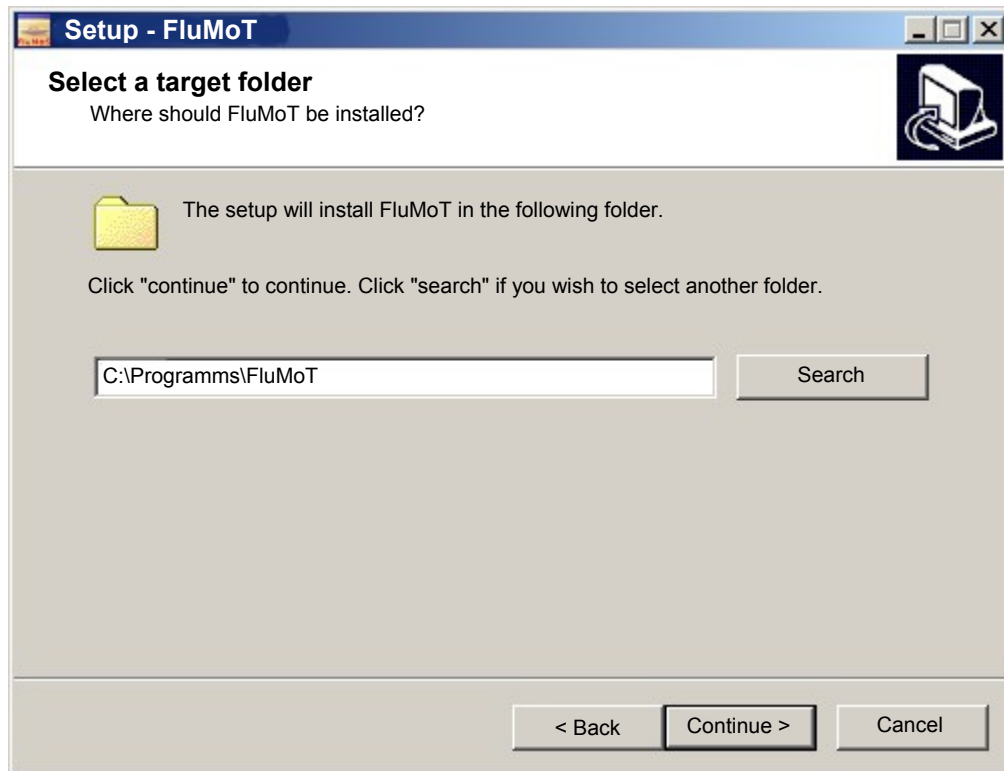 Setup - FluMoT
Select a target folder
Where should FluMoT be installed?
The setup will install FluMoT in the following folder.
Click "continue" to continue. Click "search" if you wish to select another folder.
C:\Programms\FluMoT
Search
< Back
Continue >
Cancel